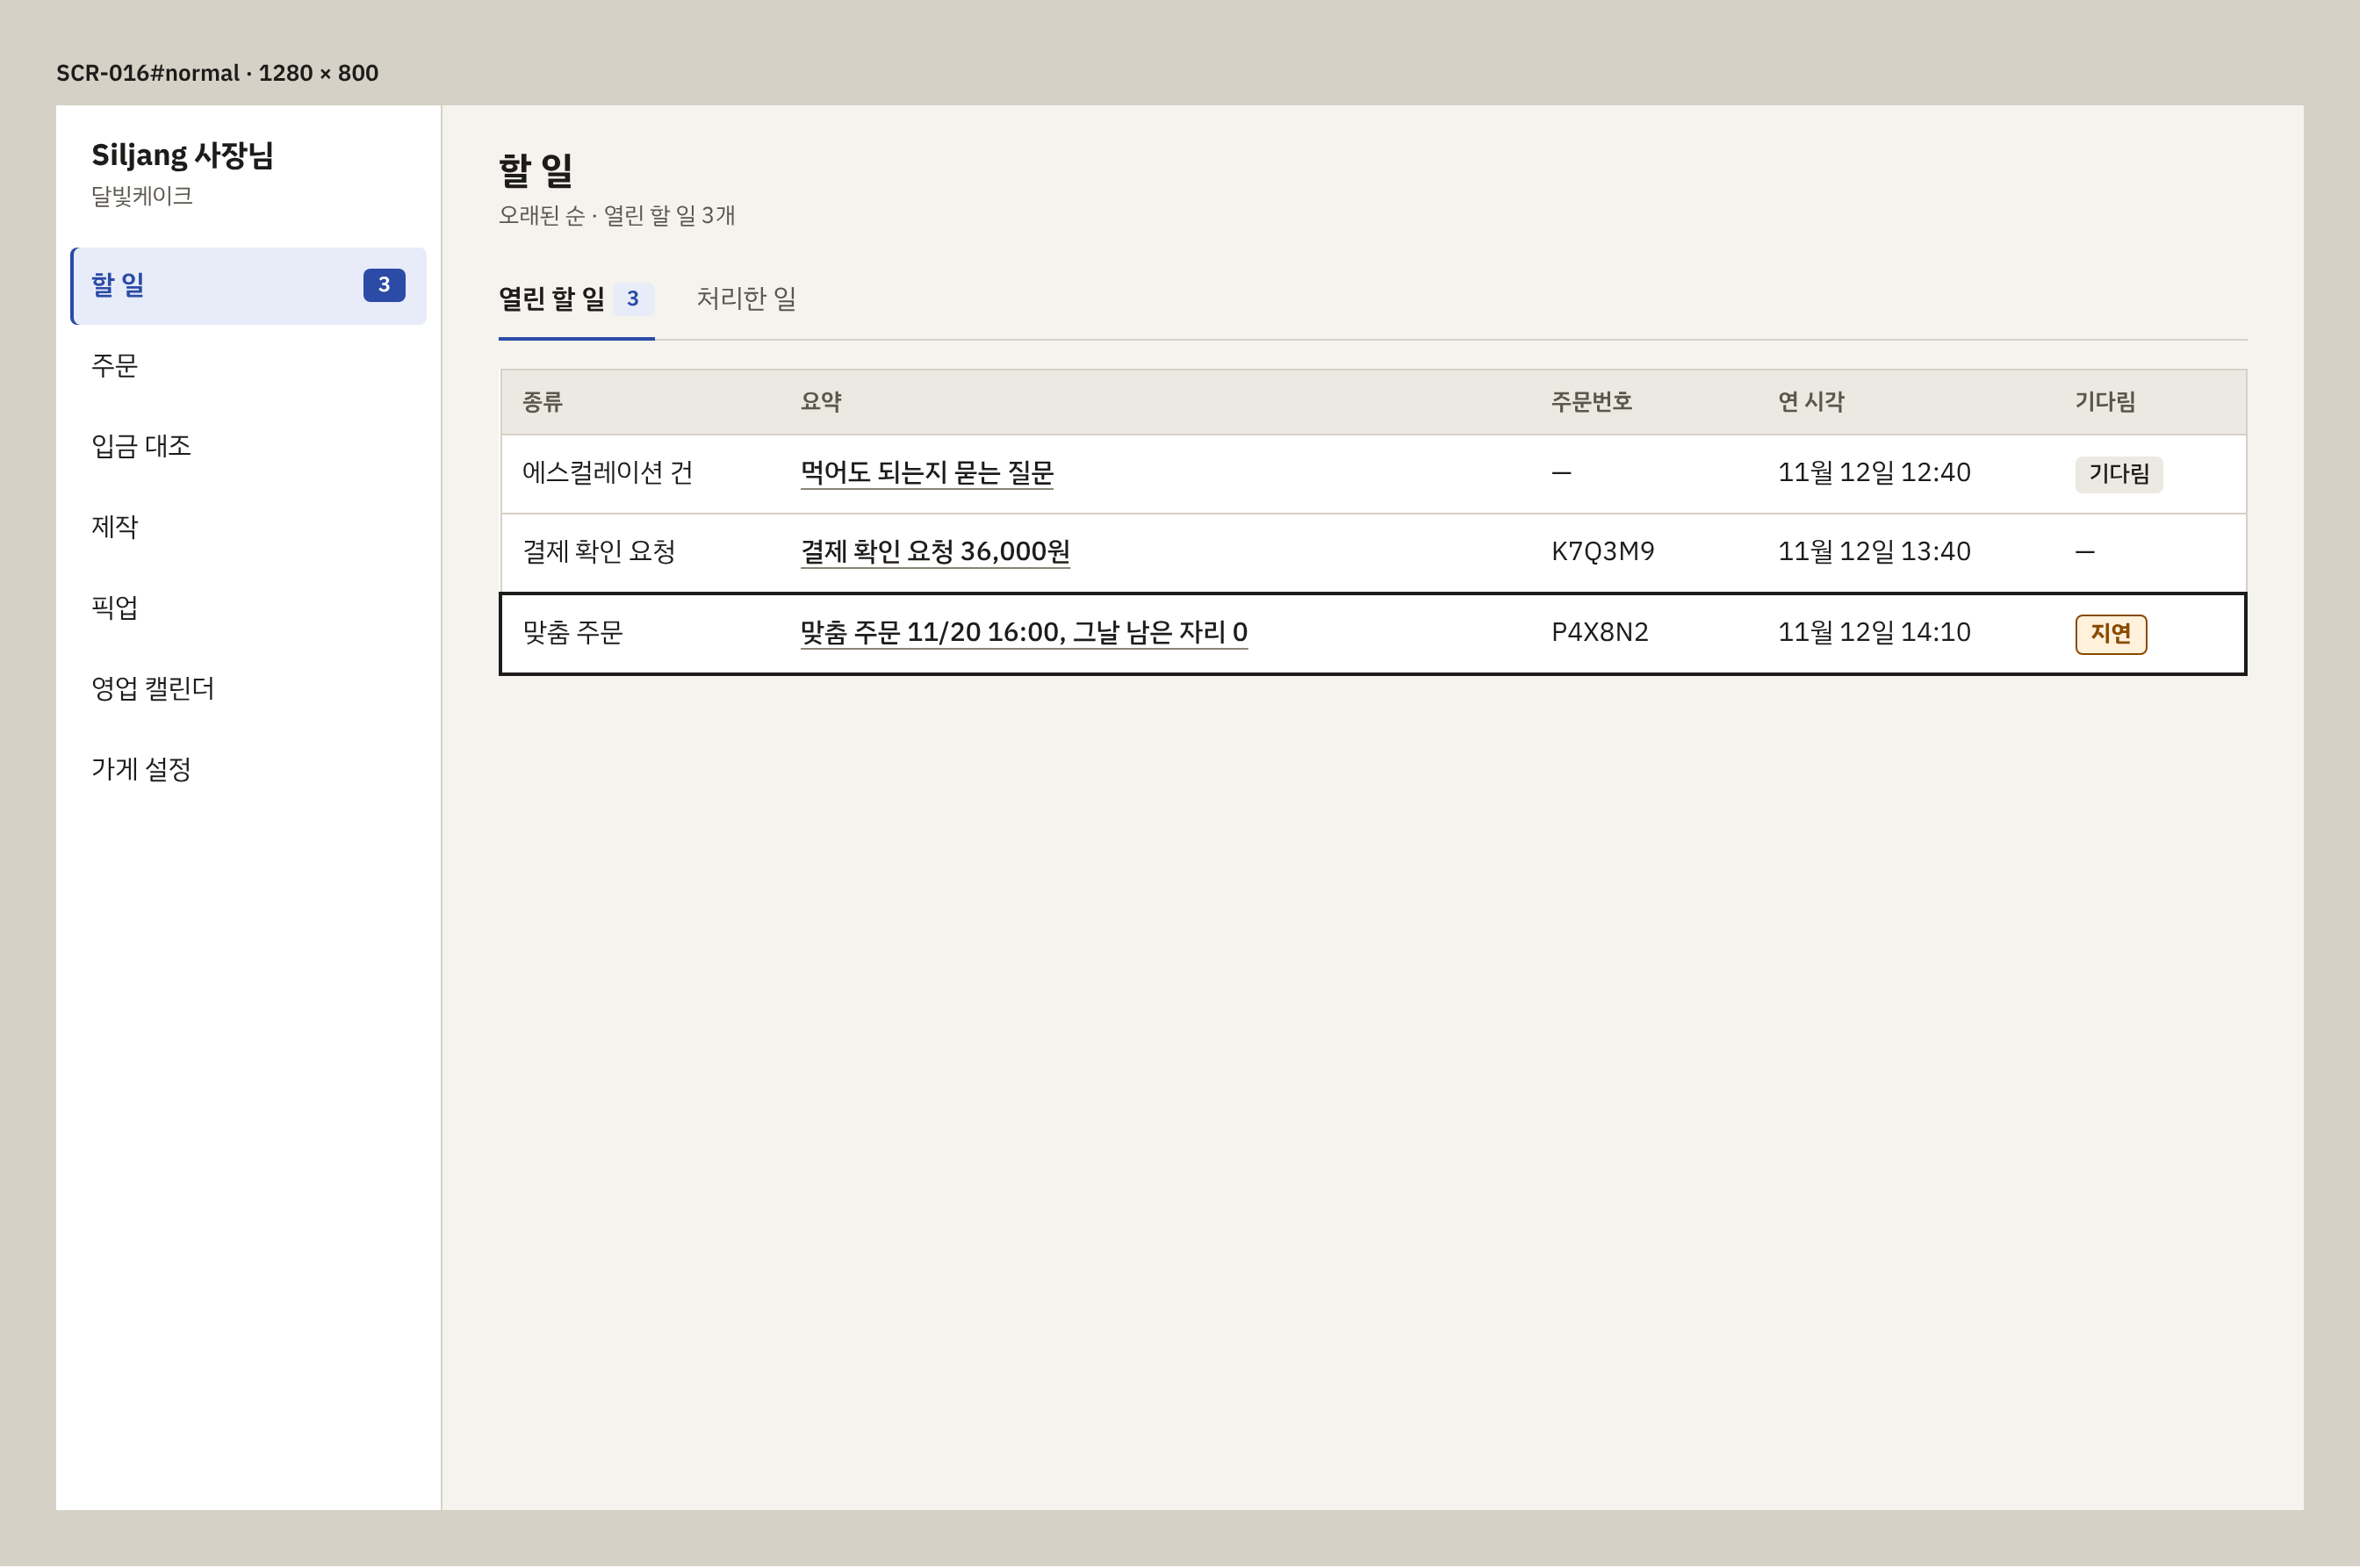 SCR-016#normal · 1280 × 800
Siljang 사장님
달빛케이크
할 일 3
주문
입금 대조
제작
픽업
영업 캘린더
가게 설정
할 일
오래된 순 · 열린 할 일 3개
열린 할 일 3 처리한 일
종류 요약 주문번호 연 시각 기다림
에스컬레이션 건 먹어도 되는지 묻는 질문 — 11월 12일 12:40 기다림
결제 확인 요청 결제 확인 요청 36,000원 K7Q3M9 11월 12일 13:40 —
맞춤 주문 맞춤 주문 11/20 16:00, 그날 남은 자리 0 P4X8N2 11월 12일 14:10 지연